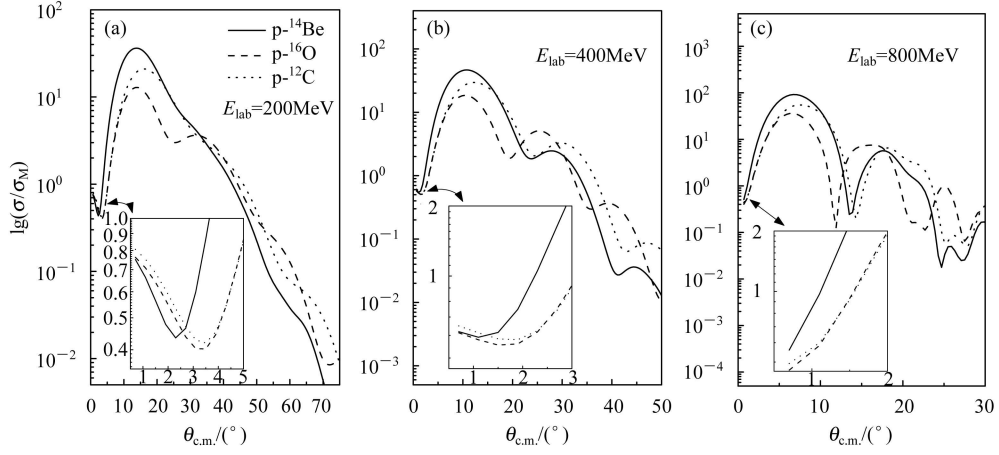 (a)
p-¹⁴Be
p-¹⁶O
p-¹²C
E_lab=200MeV
10²
10¹
10⁰
10⁻¹
10⁻²
lg(σ/σ_M)
1.0
0.9
0.8
0.7
0.6
0.5
0.4
1 2 3 4 5
0 10 20 30 40 50 60 70
θ_c.m./(°)
(b)
E_lab=400MeV
10²
10¹
10⁰
10⁻¹
10⁻²
10⁻³
2
1
1 2 3
0 10 20 30 40 50
θ_c.m./(°)
(c)
E_lab=800MeV
10⁴
10³
10²
10¹
10⁰
10⁻¹
10⁻²
10⁻³
10⁻⁴
2
1
1 2
0 10 20 30
θ_c.m./(°)